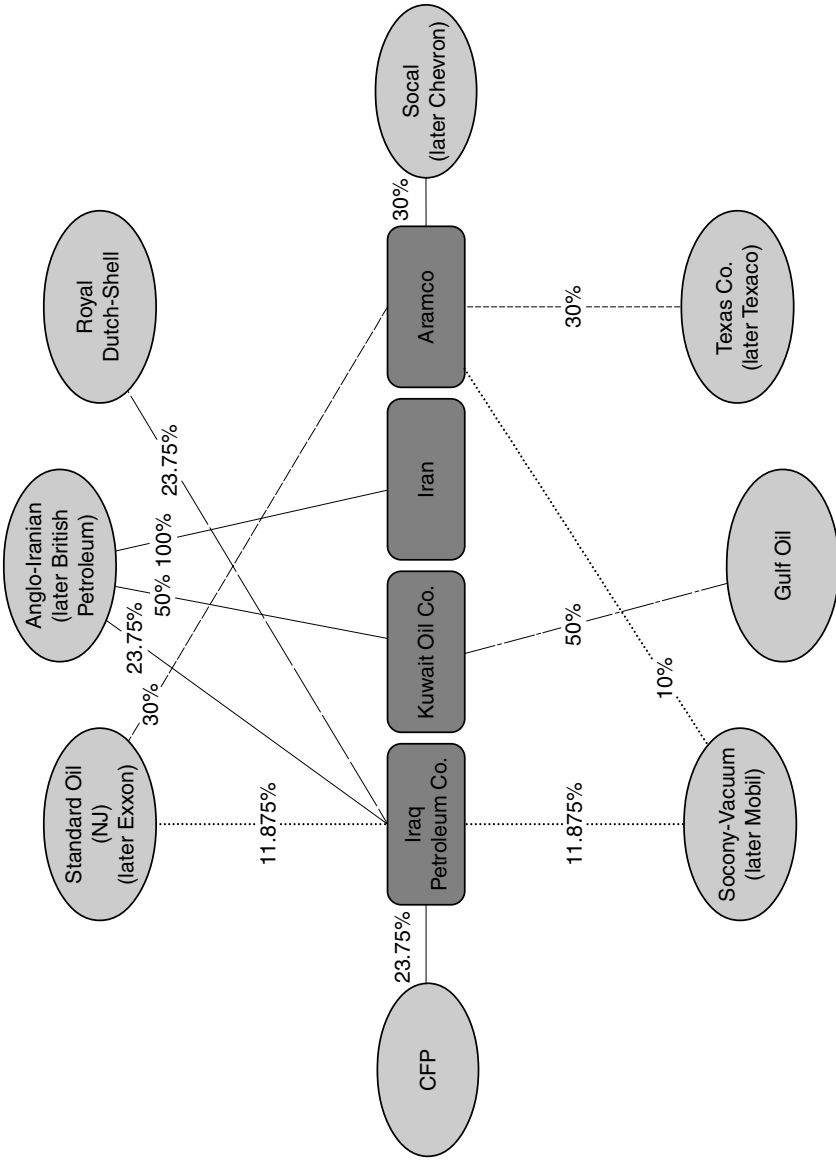 Anglo-Iranian
(later British
Petroleum)
Standard Oil
(NJ)
(later Exxon)
Royal
Dutch-Shell
23.75%
50%
100%
23.75%
30%
11.875%
CFP
23.75%
Iraq
Petroleum Co.
Kuwait Oil Co.
Iran
Aramco
30%
Socal
(later Chevron)
11.875%
10%
50%
30%
Socony-Vacuum
(later Mobil)
Gulf Oil
Texas Co.
(later Texaco)